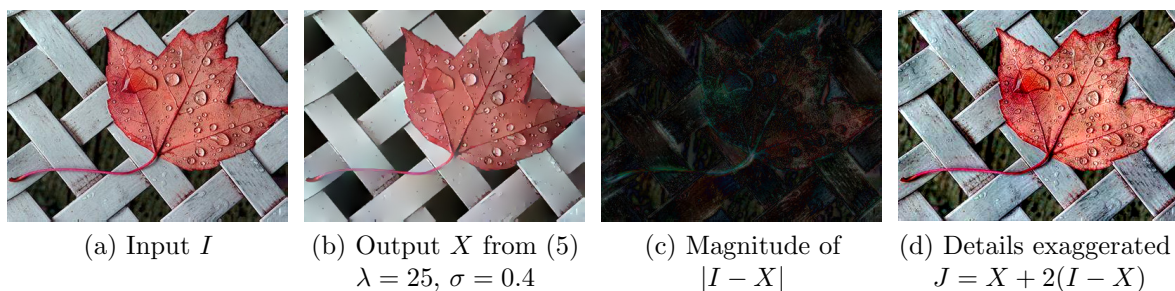 (a) Input I
(b) Output X from (5)
λ = 25, σ = 0.4
(c) Magnitude of
|I − X|
(d) Details exaggerated
J = X + 2(I − X)